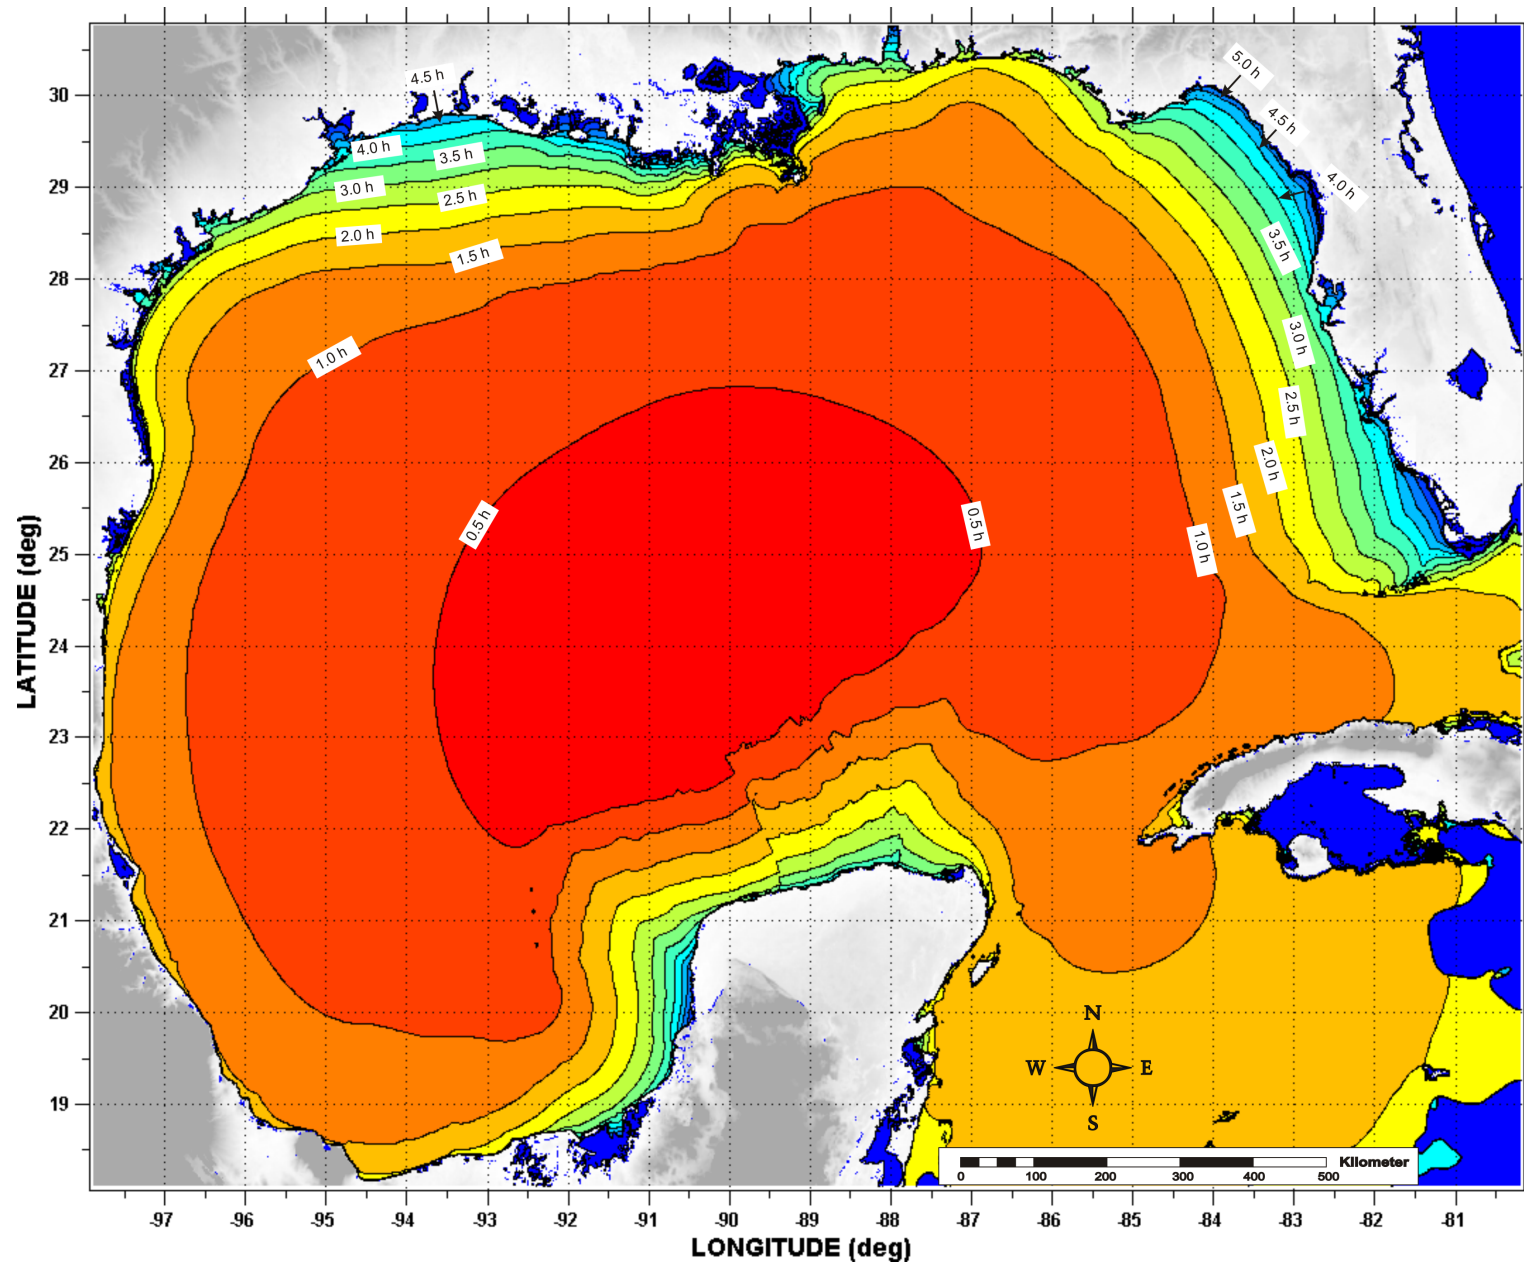 4.5 h
5.0 h
30
4.5 h
4.0 h
3.5 h
4.0 h
3.0 h
29
2.5 h
2.0 h
3.5 h
1.5 h
28
3.0 h
1.0 h
27
2.5 h
2.0 h
26
1.5 h
0.5 h
0.5 h
1.0 h
25
LATITUDE (deg)
24
23
22
21
20
N
W
E
S
19
Kilometer
0 100 200 300 400 500
-97 -96 -95 -94 -93 -92 -91 -90 -89 -88 -87 -86 -85 -84 -83 -82 -81
LONGITUDE (deg)